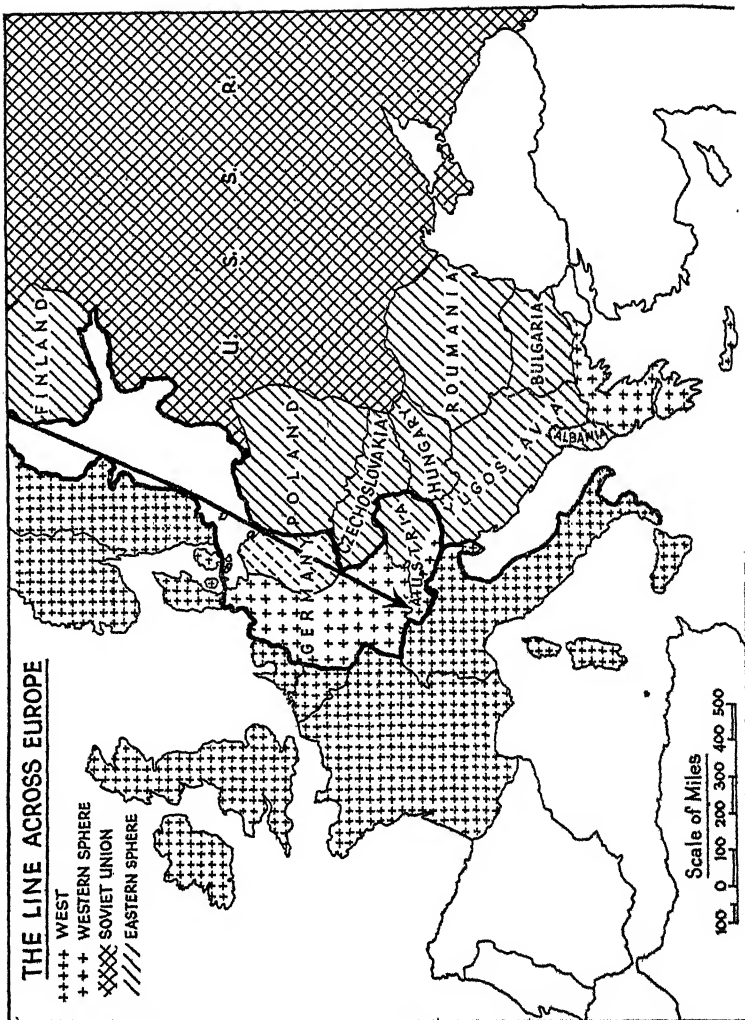 THE LINE ACROSS EUROPE
WEST
WESTERN SPHERE
SOVIET UNION
EASTERN SPHERE
FINLAND
U. S. S. R.
POLAND
GERMANY
CZECHOSLOVAKIA
AUSTRIA
HUNGARY
ROUMANIA
YUGOSLAVIA
BULGARIA
ALBANIA
Scale of Miles
100 0 100 200 300 400 500